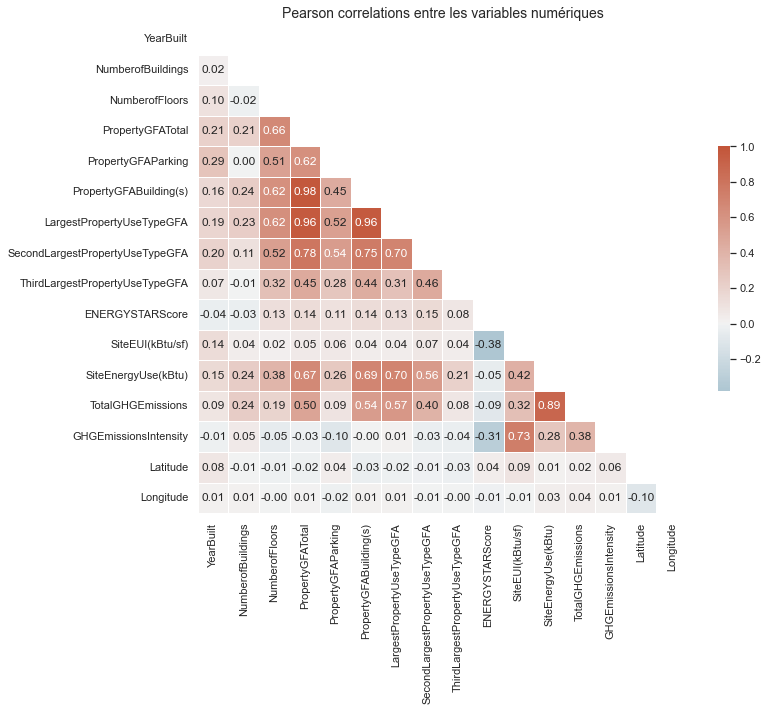 Pearson correlations entre les variables numériques
YearBuilt
NumberofBuildings 0.02
NumberofFloors 0.10 -0.02
PropertyGFATotal 0.21 0.21 0.66
PropertyGFAParking 0.29 0.00 0.51 0.62
PropertyGFABuilding(s) 0.16 0.24 0.62 0.98 0.45
LargestPropertyUseTypeGFA 0.19 0.23 0.62 0.96 0.52 0.96
SecondLargestPropertyUseTypeGFA 0.20 0.11 0.52 0.78 0.54 0.75 0.70
ThirdLargestPropertyUseTypeGFA 0.07 -0.01 0.32 0.45 0.28 0.44 0.31 0.46
ENERGYSTARScore -0.04 -0.03 0.13 0.14 0.11 0.14 0.13 0.15 0.08
SiteEUI(kBtu/sf) 0.14 0.04 0.02 0.05 0.06 0.04 0.04 0.07 0.04 -0.38
SiteEnergyUse(kBtu) 0.15 0.24 0.38 0.67 0.26 0.69 0.70 0.56 0.21 -0.05 0.42
TotalGHGEmissions 0.09 0.24 0.19 0.50 0.09 0.54 0.57 0.40 0.08 -0.09 0.32 0.89
GHGEmissionsIntensity -0.01 0.05 -0.05 -0.03 -0.10 -0.00 0.01 -0.03 -0.04 -0.31 0.73 0.28 0.38
Latitude 0.08 -0.01 -0.01 -0.02 0.04 -0.03 -0.02 -0.01 -0.03 0.04 0.09 0.01 0.02 0.06
Longitude 0.01 0.01 -0.00 0.01 -0.02 0.01 0.01 -0.01 -0.00 -0.01 -0.01 0.03 0.04 0.01 -0.10
YearBuilt
NumberofBuildings
NumberofFloors
PropertyGFATotal
PropertyGFAParking
PropertyGFABuilding(s)
LargestPropertyUseTypeGFA
SecondLargestPropertyUseTypeGFA
ThirdLargestPropertyUseTypeGFA
ENERGYSTARScore
SiteEUI(kBtu/sf)
SiteEnergyUse(kBtu)
TotalGHGEmissions
GHGEmissionsIntensity
Latitude
Longitude
1.0
0.8
0.6
0.4
0.2
0.0
−0.2